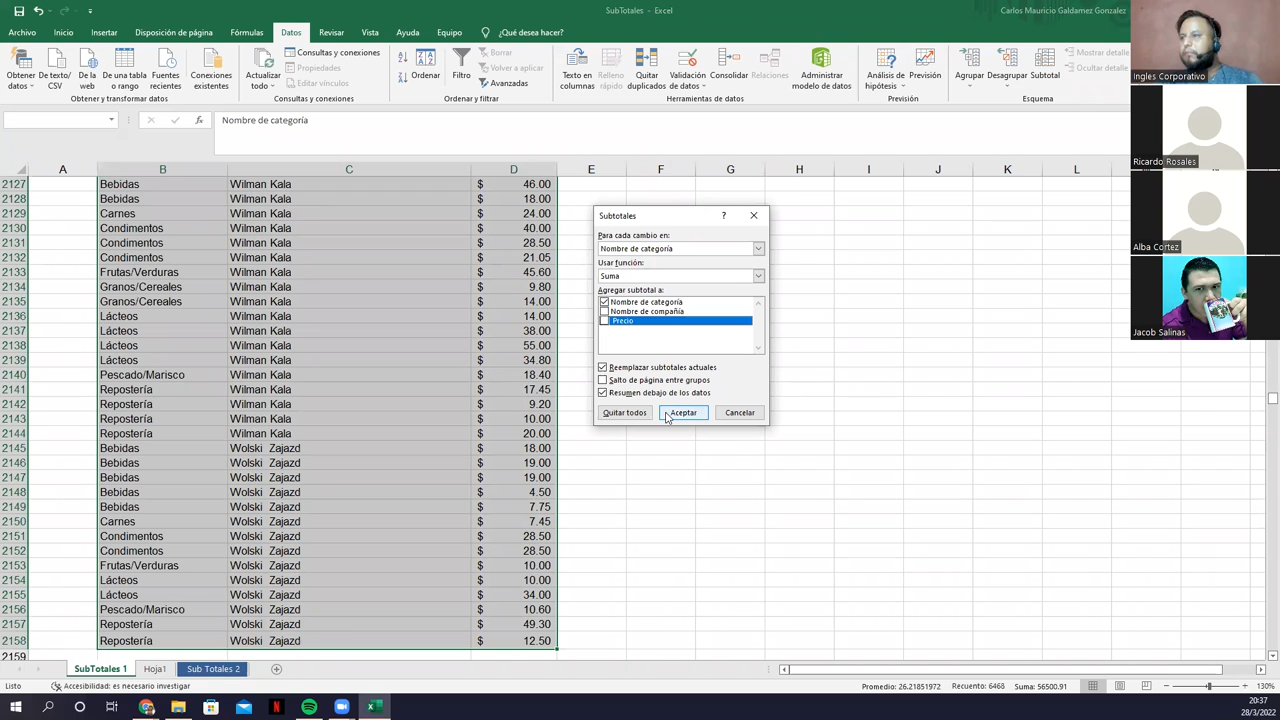 SubTotales - Excel
Carlos Mauricio Galdamez Gonzalez
Archivo Inicio Insertar Disposición de página Fórmulas Datos Revisar Vista Ayuda Equipo ¿Qué desea hacer?
Obtener datos
De texto/CSV
De la web
De una tabla o rango
Fuentes recientes
Conexiones existentes
Obtener y transformar datos
Actualizar todo
Consultas y conexiones
Propiedades
Editar vínculos
Consultas y conexiones
Ordenar
Filtro
Borrar
Volver a aplicar
Avanzadas
Ordenar y filtrar
Texto en columnas
Relleno rápido
Quitar duplicados
Validación de datos
Consolidar
Relaciones
Administrar modelo de datos
Herramientas de datos
Análisis de hipótesis
Previsión
Previsión
Agrupar
Desagrupar
Subtotal
Mostrar detalle
Ocultar detalle
Esquema
Nombre de categoría
A B C D E F G H I J K L
2127 Bebidas Wilman Kala $ 46.00
2128 Bebidas Wilman Kala $ 18.00
2129 Carnes Wilman Kala $ 24.00
2130 Condimentos Wilman Kala $ 40.00
2131 Condimentos Wilman Kala $ 28.50
2132 Condimentos Wilman Kala $ 21.05
2133 Frutas/Verduras Wilman Kala $ 45.60
2134 Granos/Cereales Wilman Kala $ 9.80
2135 Granos/Cereales Wilman Kala $ 14.00
2136 Lácteos Wilman Kala $ 14.00
2137 Lácteos Wilman Kala $ 38.00
2138 Lácteos Wilman Kala $ 55.00
2139 Lácteos Wilman Kala $ 34.80
2140 Pescado/Marisco Wilman Kala $ 18.40
2141 Repostería Wilman Kala $ 17.45
2142 Repostería Wilman Kala $ 9.20
2143 Repostería Wilman Kala $ 10.00
2144 Repostería Wilman Kala $ 20.00
2145 Bebidas Wolski Zajazd $ 18.00
2146 Bebidas Wolski Zajazd $ 19.00
2147 Bebidas Wolski Zajazd $ 19.00
2148 Bebidas Wolski Zajazd $ 4.50
2149 Bebidas Wolski Zajazd $ 7.75
2150 Carnes Wolski Zajazd $ 7.45
2151 Condimentos Wolski Zajazd $ 28.50
2152 Condimentos Wolski Zajazd $ 28.50
2153 Frutas/Verduras Wolski Zajazd $ 10.00
2154 Lácteos Wolski Zajazd $ 10.00
2155 Lácteos Wolski Zajazd $ 34.00
2156 Pescado/Marisco Wolski Zajazd $ 10.60
2157 Repostería Wolski Zajazd $ 49.30
2158 Repostería Wolski Zajazd $ 12.50
2159
Subtotales ?
Para cada cambio en:
Nombre de categoría
Usar función:
Suma
Agregar subtotal a:
Nombre de categoría
Nombre de compañía
Precio
Reemplazar subtotales actuales
Salto de página entre grupos
Resumen debajo de los datos
Quitar todos Aceptar Cancelar
Ingles Corporativo
Ricardo Rosales
Alba Cortez
Jacob Salinas
SubTotales 1 Hoja1 Sub Totales 2
Listo Accesibilidad: es necesario investigar Promedio: 26.21851972 Recuento: 6468 Suma: 56500.91 130%
20:37
28/3/2022